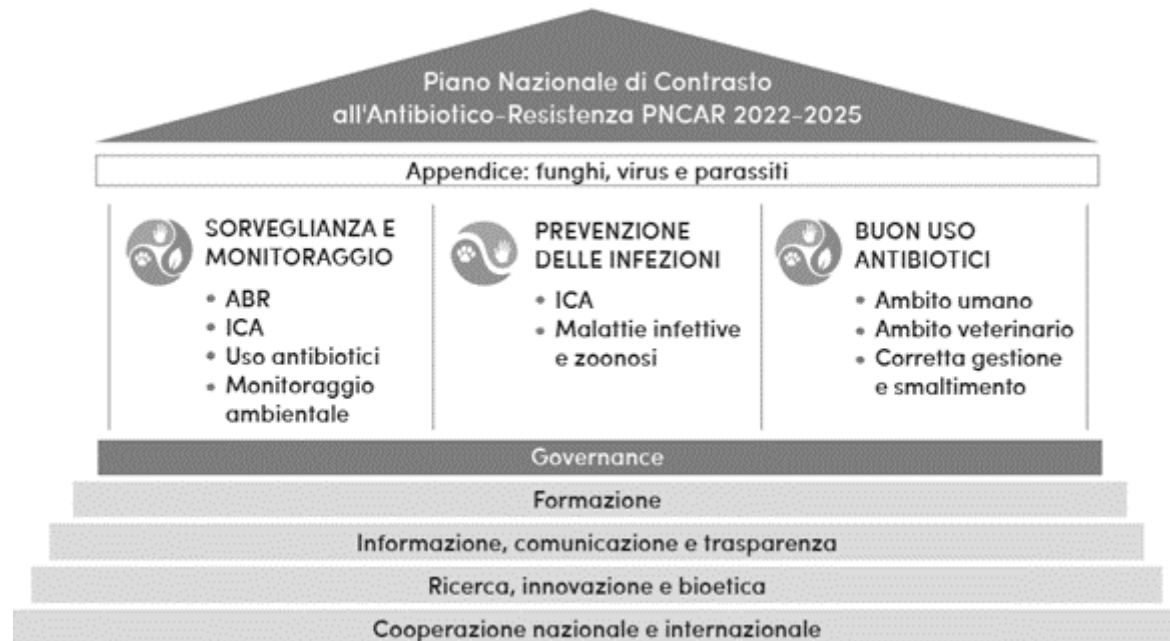 Piano Nazionale di Contrasto
all'Antibiotico-Resistenza PNCAR 2022-2025
Appendice: funghi, virus e parassiti
SORVEGLIANZA E
MONITORAGGIO
• ABR
• ICA
• Uso antibiotici
• Monitoraggio
ambientale
PREVENZIONE
DELLE INFEZIONI
• ICA
• Malattie infettive
e zoonosi
BUON USO
ANTIBIOTICI
• Ambito umano
• Ambito veterinario
• Corretta gestione
e smaltimento
Governance
Formazione
Informazione, comunicazione e trasparenza
Ricerca, innovazione e bioetica
Cooperazione nazionale e internazionale